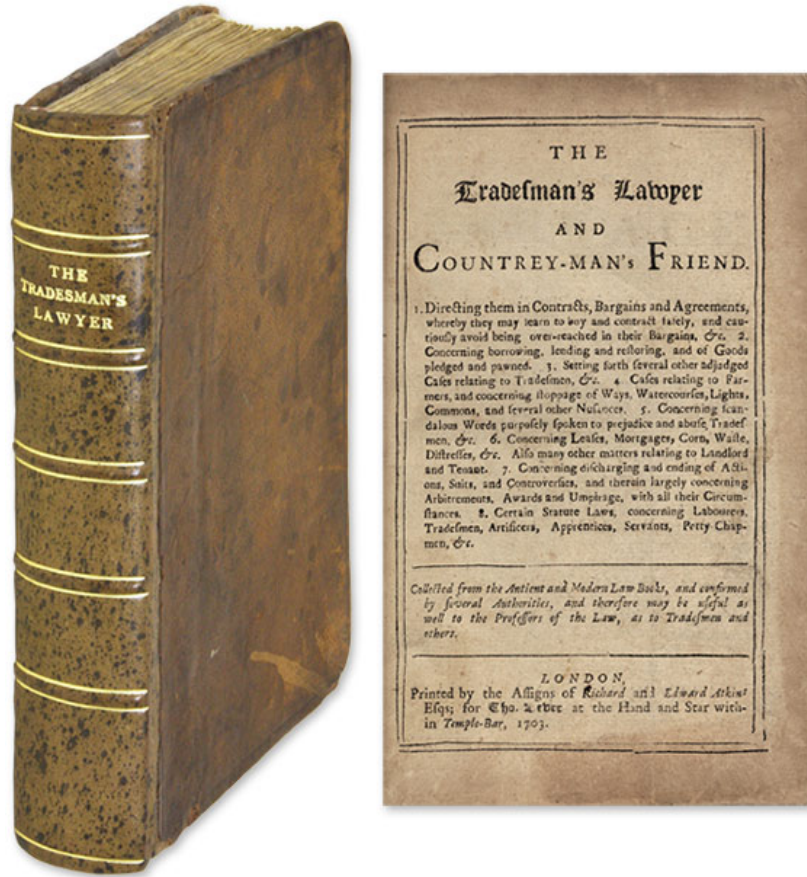 THE
TRADESMAN'S
LAWYER
THE
Tradeſman's Lawyer
AND
COUNTREY-MAN's FRIEND.
1. Directing them in Contracts, Bargains and Agreements,
whereby they may learn to buy and contract ſafely, and cau-
tiouſly avoid being over-reached in their Bargains, &c. 2.
Concerning borrowing, lending and reſtoring, and of Goods
pledged and pawned. 3. Setting forth ſeveral other adjudged
Caſes relating to Tradeſmen, &c. 4 Caſes relating to Far-
mers, and concerning ſtoppage of Ways, Watercourſes, Lights,
Commons, and ſeveral other Nuſances. 5. Concerning ſcan-
dalous Words purpoſely ſpoken to prejudice and abuſe Tradeſ
men, &c. 6. Concerning Leaſes, Mortgages, Corn, Waſte,
Diſtreſſes, &c. Alſo many other matters relating to Landlord
and Tenant. 7. Concerning diſcharging and ending of Acti-
ons, Suits, and Controverſies, and therein largely concerning
Arbitrements, Awards and Umpirage, with all their Circum-
ſtances. 8. Certain Statute Laws, concerning Labourers,
Tradeſmen, Artificers, Apprentices, Servants, Petty Chap-
men, &c.
Collected from the Antient and Modern Law Books, and confirmed
by ſeveral Authorities, and therefore may be uſeful as
well to the Profeſſors of the Law, as to Tradeſmen and
others.
LONDON,
Printed by the Aſſigns of Richard and Edward Atkins
Eſqs; for Tho. at the Hand and Star with-
in Temple-Bar, 1703.